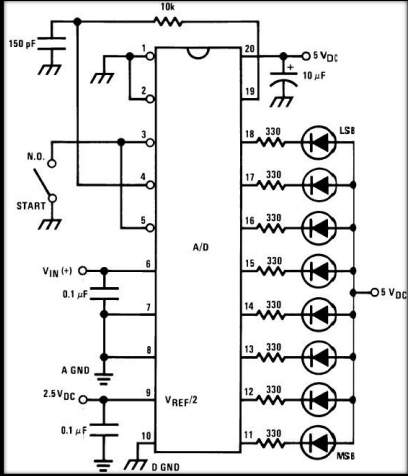 10k
150 pF
1
20
5 VDC
+
10 µF
2
19
3
18
330
LSB
N.O.
4
17
330
START
5
16
330
A/D
VIN (+)
6
15
330
0.1 µF
5 VDC
7
14
330
8
13
330
A GND
2.5 VDC
9
VREF/2
12
330
0.1 µF
10
11
330
D GND
MSB